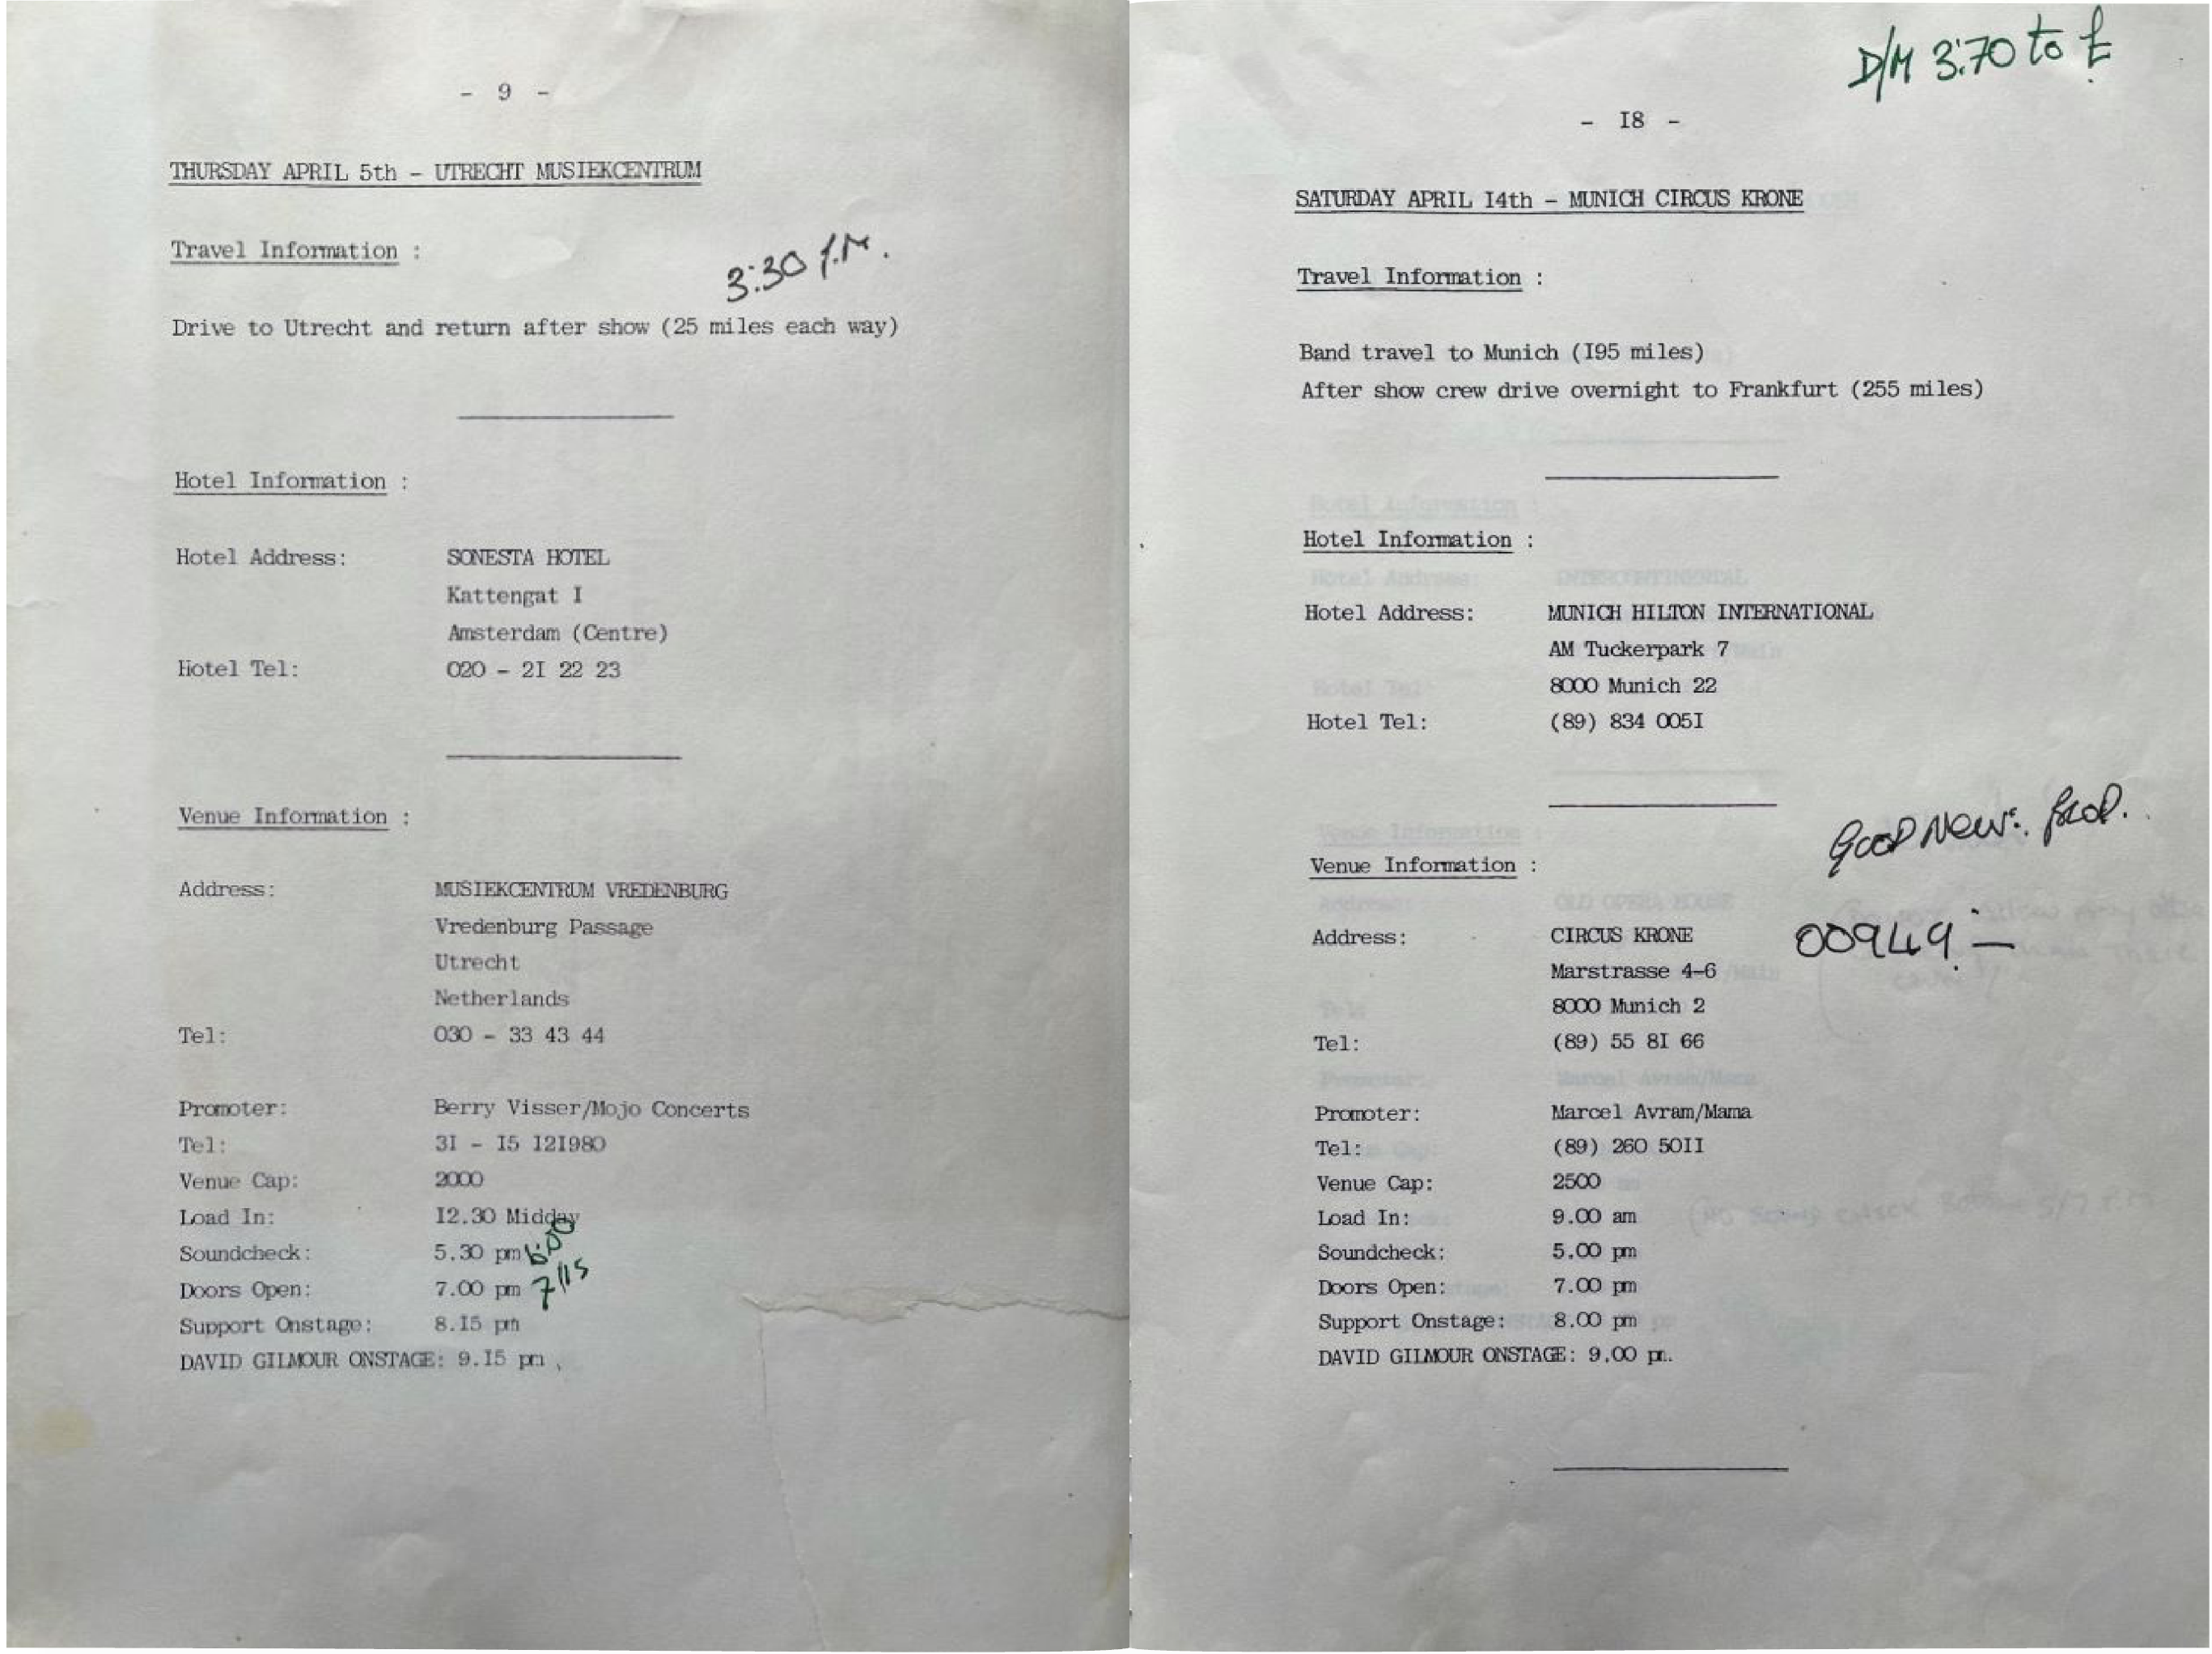 - 9 -
THURSDAY APRIL 5th - UTRECHT MUSIEKCENTRUM
Travel Information :
3:30 P.M.
Drive to Utrecht and return after show (25 miles each way)
Hotel Information :
Hotel Address: SONESTA HOTEL
Kattengat I
Amsterdam (Centre)
Hotel Tel: 020 - 2I 22 23
Venue Information :
Address: MUSIEKCENTRUM VREDENBURG
Vredenburg Passage
Utrecht
Netherlands
Tel: 030 - 33 43 44
Promoter: Berry Visser/Mojo Concerts
Tel: 3I - I5 I2I980
Venue Cap: 2000
Load In: I2.30 Midday
Soundcheck: 5.30 pm 6:00
Doors Open: 7.00 pm 7/15
Support Onstage: 8.I5 pm
DAVID GILMOUR ONSTAGE: 9.I5 pm
D/M 3.70 to £
- I8 -
SATURDAY APRIL I4th - MUNICH CIRCUS KRONE
Travel Information :
Band travel to Munich (I95 miles)
After show crew drive overnight to Frankfurt (255 miles)
Hotel Information :
Hotel Address: MUNICH HILTON INTERNATIONAL
AM Tuckerpark 7
8000 Munich 22
Hotel Tel: (89) 834 005I
Good News. Prod.
Venue Information :
Address: CIRCUS KRONE
00949 -
Marstrasse 4-6
8000 Munich 2
Tel: (89) 55 8I 66
Promoter: Marcel Avram/Mama
Tel: (89) 260 50II
Venue Cap: 2500
Load In: 9.00 am
Soundcheck: 5.00 pm
Doors Open: 7.00 pm
Support Onstage: 8.00 pm
DAVID GILMOUR ONSTAGE: 9.00 pm.